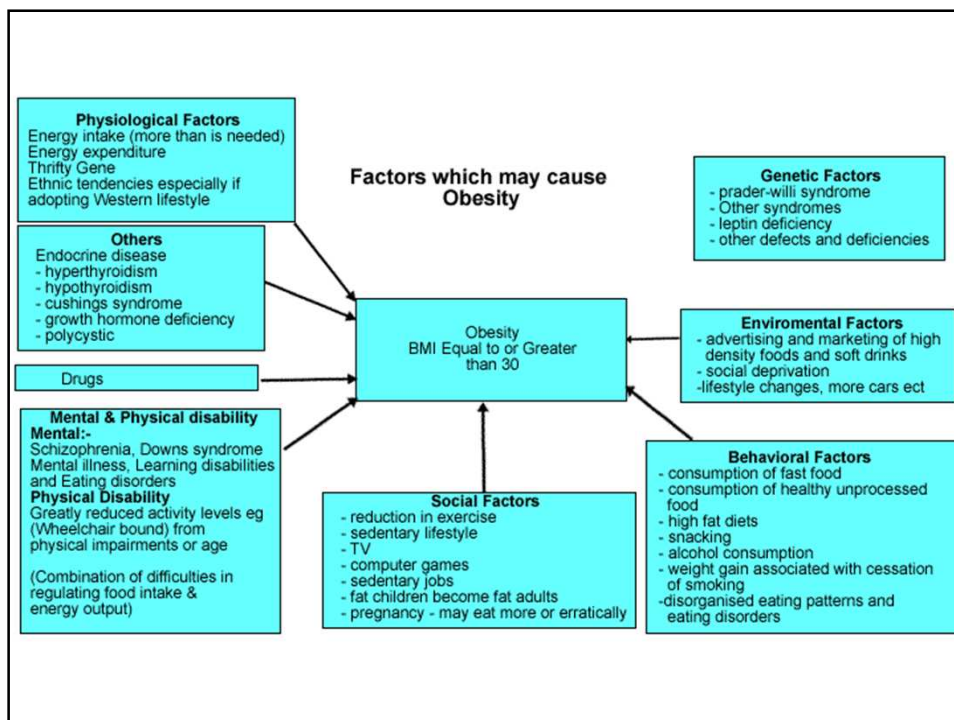 Factors which may cause
Obesity
Physiological Factors
Energy intake (more than is needed)
Energy expenditure
Thrifty Gene
Ethnic tendencies especially if
adopting Western lifestyle
Others
Endocrine disease
- hyperthyroidism
- hypothyroidism
- cushings syndrome
- growth hormone deficiency
- polycystic
Drugs
Mental & Physical disability
Mental:-
Schizophrenia, Downs syndrome
Mental illness, Learning disabilities
and Eating disorders
Physical Disability
Greatly reduced activity levels eg
(Wheelchair bound) from
physical impairments or age
(Combination of difficulties in
regulating food intake &
energy output)
Obesity
BMI Equal to or Greater
than 30
Social Factors
- reduction in exercise
- sedentary lifestyle
- TV
- computer games
- sedentary jobs
- fat children become fat adults
- pregnancy - may eat more or erratically
Genetic Factors
- prader-willi syndrome
- Other syndromes
- leptin deficiency
- other defects and deficiencies
Enviromental Factors
- advertising and marketing of high
density foods and soft drinks
- social deprivation
-lifestyle changes, more cars ect
Behavioral Factors
- consumption of fast food
- consumption of healthy unprocessed
food
- high fat diets
- snacking
- alcohol consumption
- weight gain associated with cessation
of smoking
-disorganised eating patterns and
eating disorders